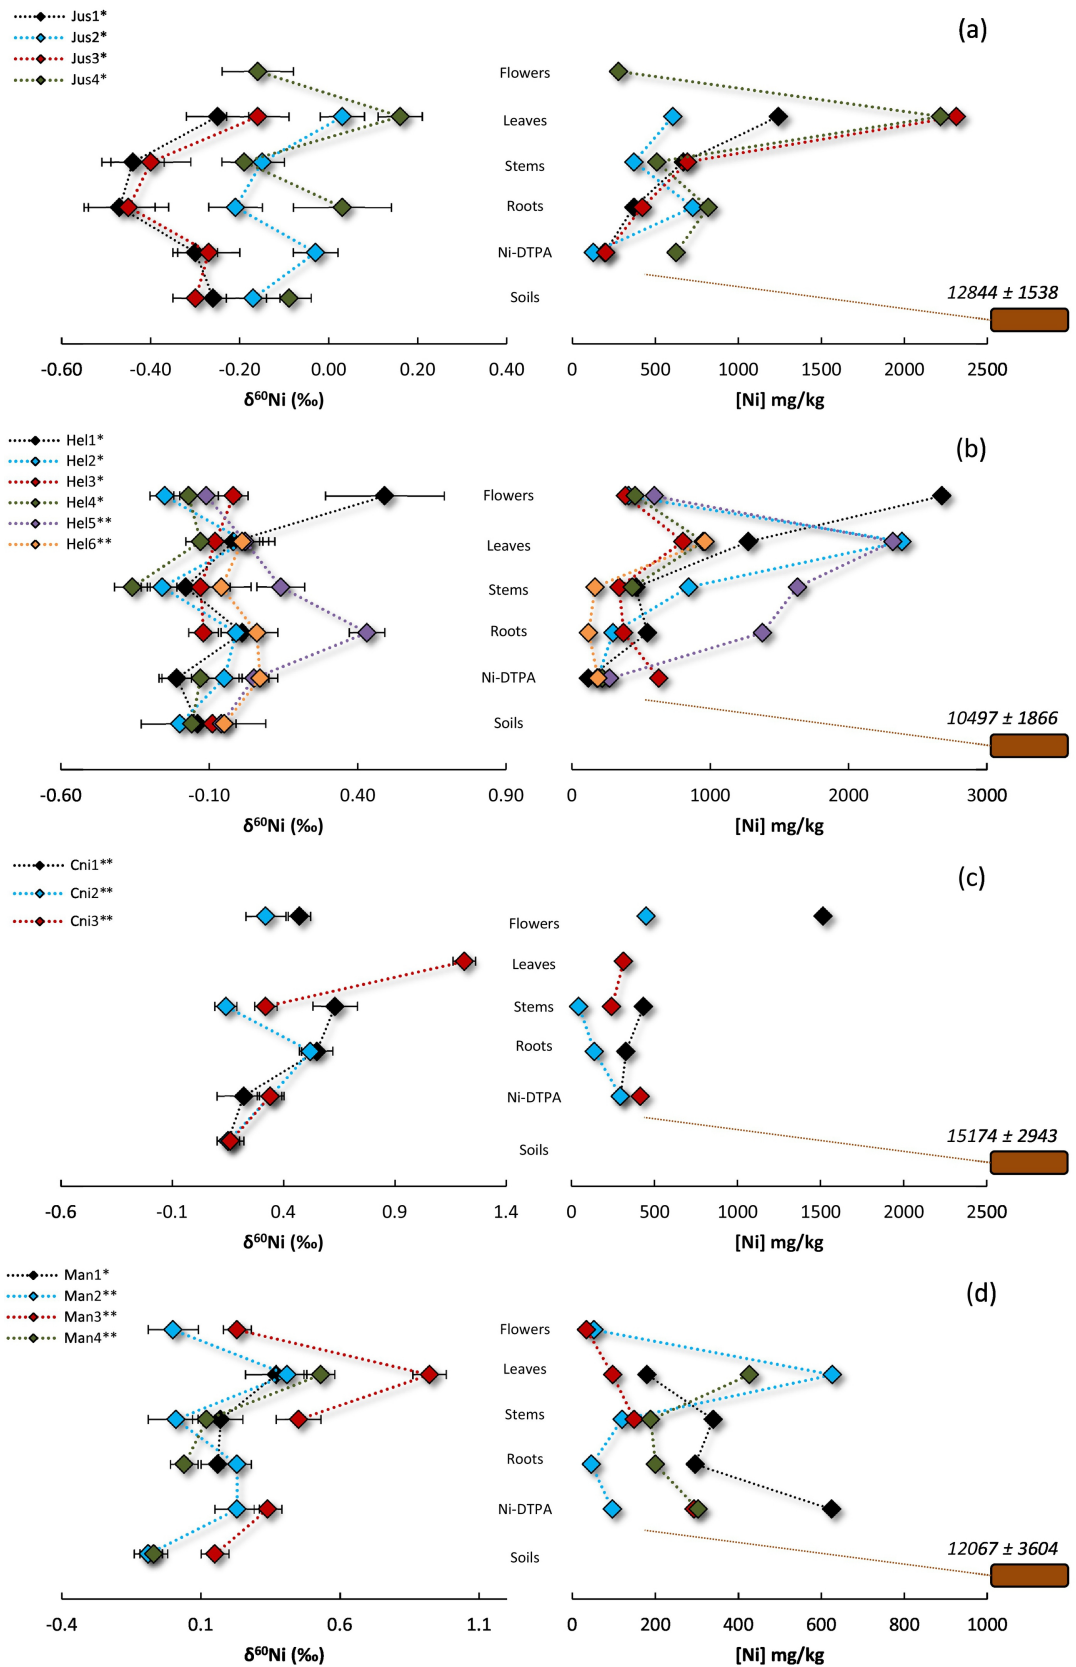 Jus1*
Jus2*
Jus3*
Jus4*
(a)
Flowers
Leaves
Stems
Roots
Ni-DTPA
Soils
12844 ± 1538
-0.60 -0.40 -0.20 0.00 0.20 0.40
δ⁶⁰Ni (‰)
0 500 1000 1500 2000 2500
[Ni] mg/kg
Hel1*
Hel2*
Hel3*
Hel4*
Hel5**
Hel6**
(b)
Flowers
Leaves
Stems
Roots
Ni-DTPA
Soils
10497 ± 1866
-0.60 -0.10 0.40 0.90
δ⁶⁰Ni (‰)
0 1000 2000 3000
[Ni] mg/kg
Cni1**
Cni2**
Cni3**
(c)
Flowers
Leaves
Stems
Roots
Ni-DTPA
Soils
15174 ± 2943
-0.6 -0.1 0.4 0.9 1.4
δ⁶⁰Ni (‰)
0 500 1000 1500 2000 2500
[Ni] mg/kg
Man1*
Man2**
Man3**
Man4**
(d)
Flowers
Leaves
Stems
Roots
Ni-DTPA
Soils
12067 ± 3604
-0.4 0.1 0.6 1.1
δ⁶⁰Ni (‰)
0 200 400 600 800 1000
[Ni] mg/kg